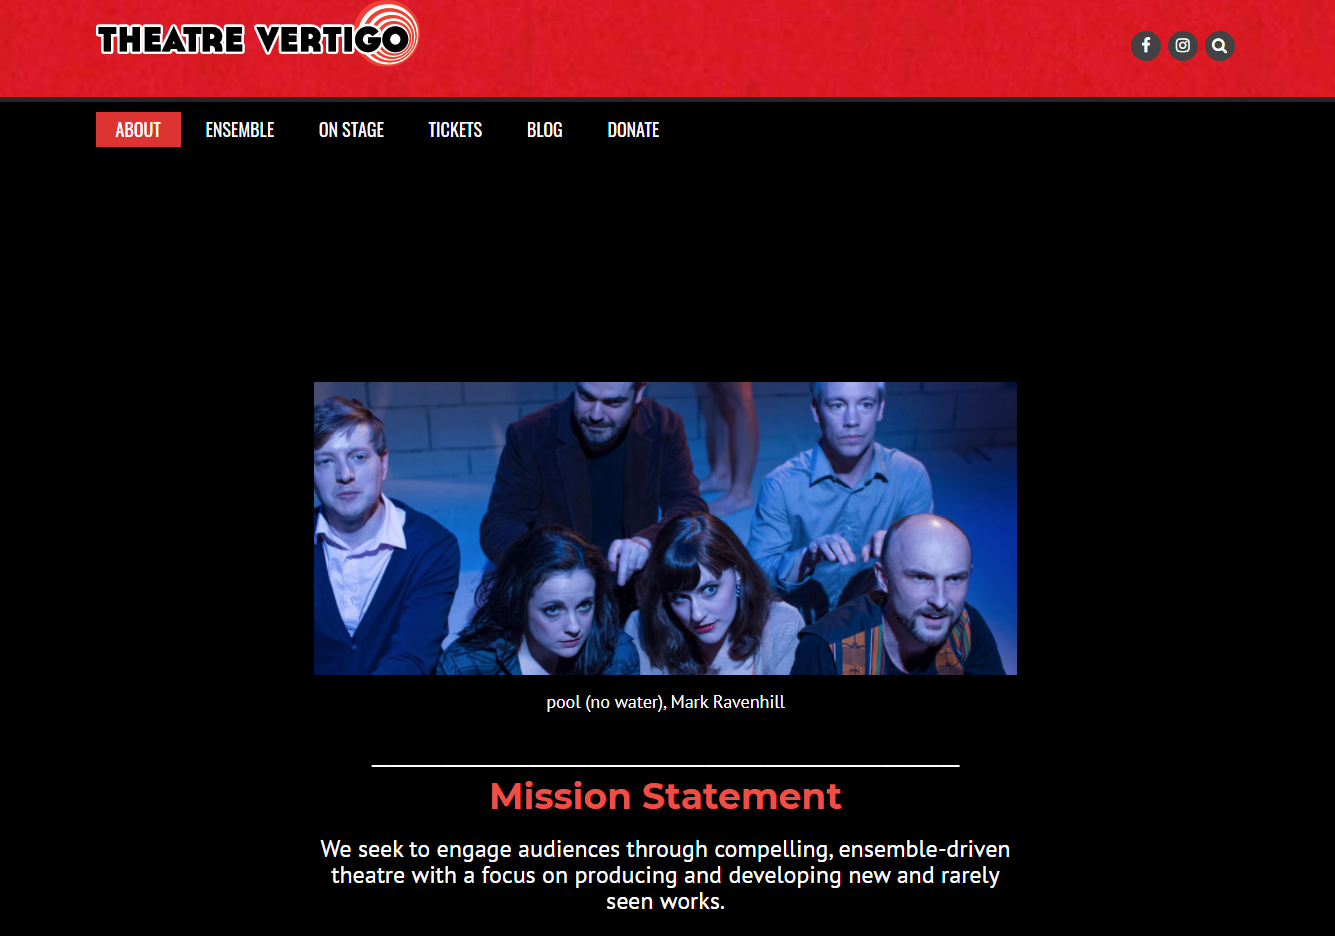 THEATRE VERTIGO
ABOUT
ENSEMBLE
ON STAGE
TICKETS
BLOG
DONATE
pool (no water), Mark Ravenhill
Mission Statement
We seek to engage audiences through compelling, ensemble-driven
theatre with a focus on producing and developing new and rarely
seen works.